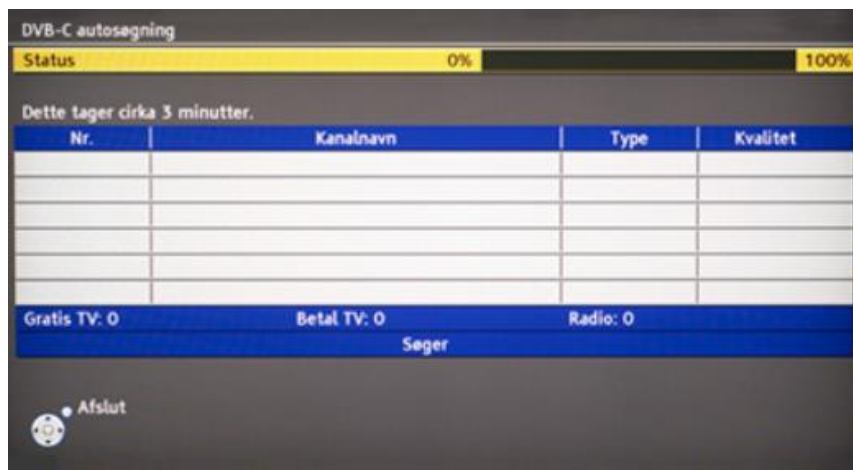 DVB-C autosøgning
Status 0% 100%
Dette tager cirka 3 minutter.
Nr. Kanalnavn Type Kvalitet
Gratis TV: 0 Betal TV: 0 Radio: 0
Søger
Afslut